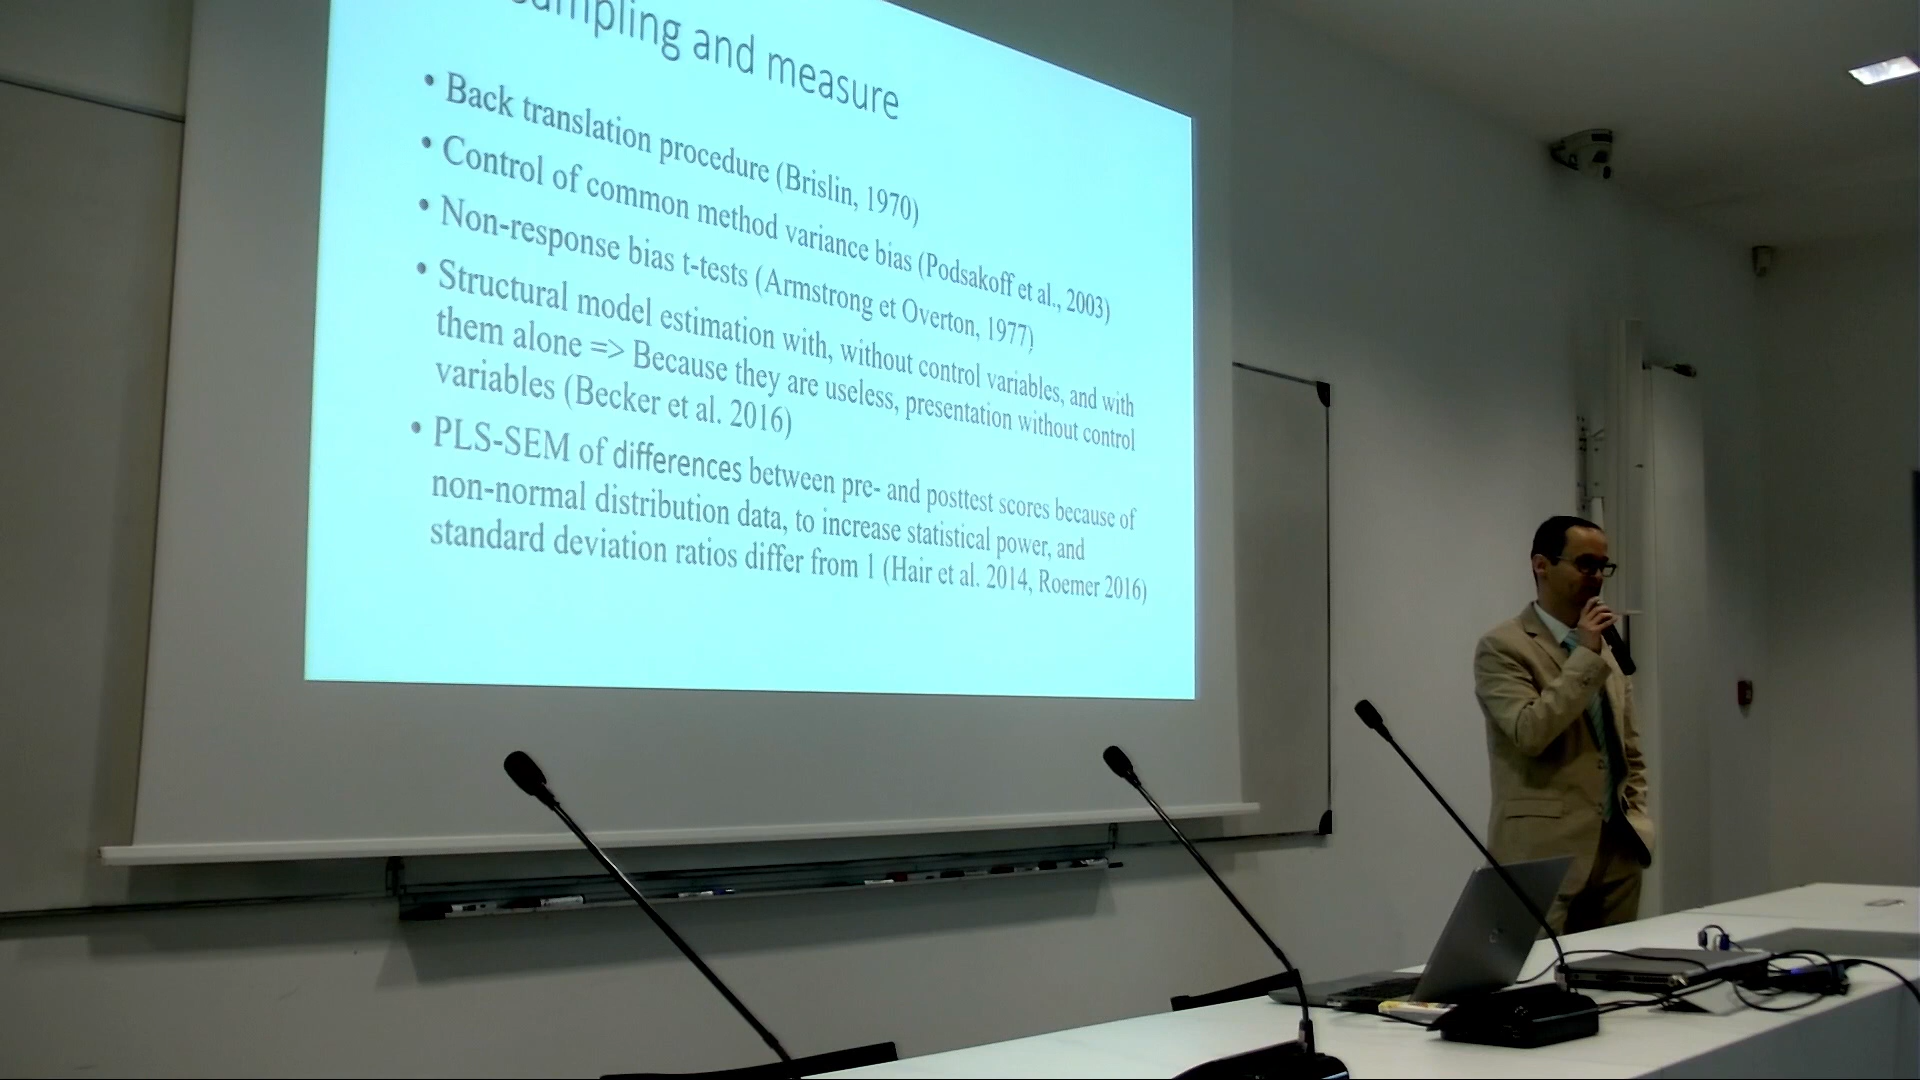 sampling and measure
• Back translation procedure (Brislin, 1970)
• Control of common method variance bias (Podsakoff et al., 2003)
• Non-response bias t-tests (Armstrong et Overton, 1977)
• Structural model estimation with, without control variables, and with
them alone => Because they are useless, presentation without control
variables (Becker et al. 2016)
• PLS-SEM of differences between pre- and posttest scores because of
non-normal distribution data, to increase statistical power, and
standard deviation ratios differ from 1 (Hair et al. 2014, Roemer 2016)